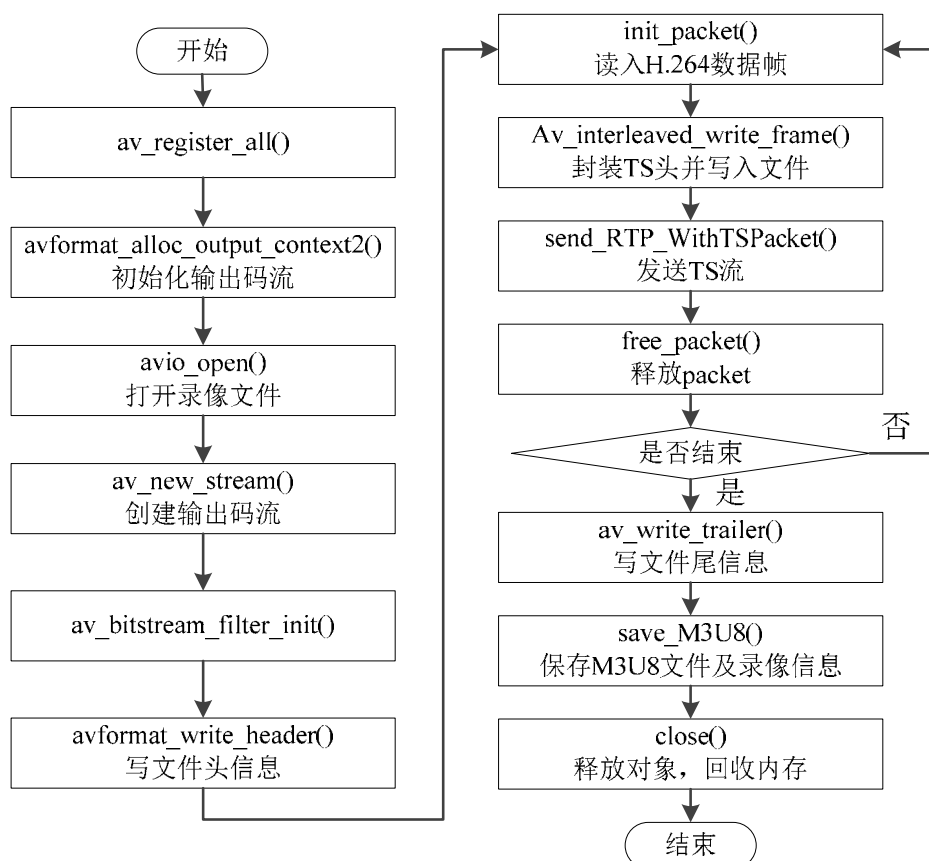 开始
av_register_all()
avformat_alloc_output_context2()
初始化输出码流
avio_open()
打开录像文件
av_new_stream()
创建输出码流
av_bitstream_filter_init()
avformat_write_header()
写文件头信息
init_packet()
读入H.264数据帧
Av_interleaved_write_frame()
封装TS头并写入文件
send_RTP_WithTSPacket()
发送TS流
free_packet()
释放packet
是否结束
否
是
av_write_trailer()
写文件尾信息
save_M3U8()
保存M3U8文件及录像信息
close()
释放对象，回收内存
结束